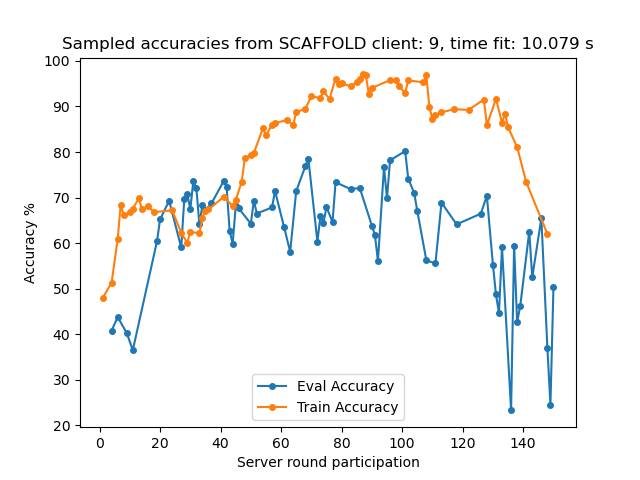 Sampled accuracies from SCAFFOLD client: 9, time fit: 10.079 s
100
90
80
70
60
50
40
30
20
Accuracy %
Eval Accuracy
Train Accuracy
0 20 40 60 80 100 120 140
Server round participation